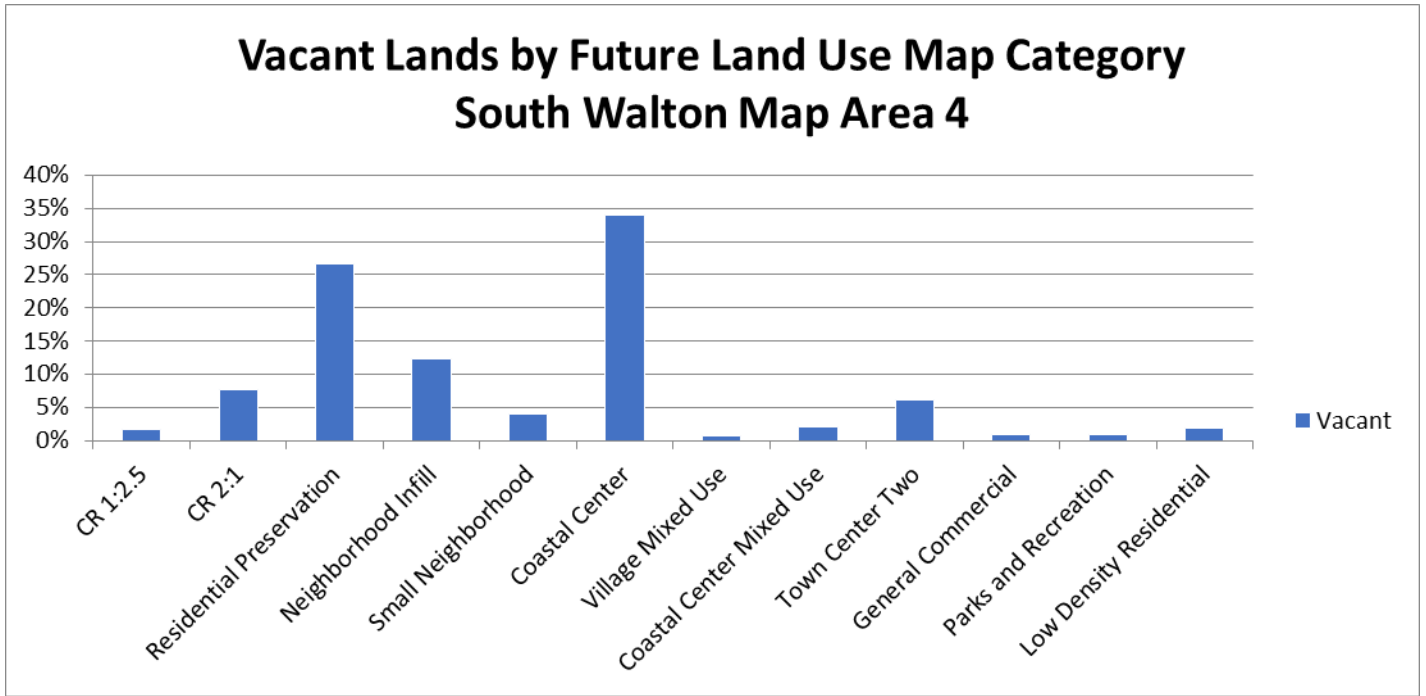 Vacant Lands by Future Land Use Map Category
South Walton Map Area 4
40%
35%
30%
25%
20%
15%
10%
5%
0%
CR 1:2.5
CR 2:1
Residential Preservation
Neighborhood Infill
Small Neighborhood
Coastal Center
Village Mixed Use
Coastal Center Mixed Use
Town Center Two
General Commercial
Parks and Recreation
Low Density Residential
Vacant